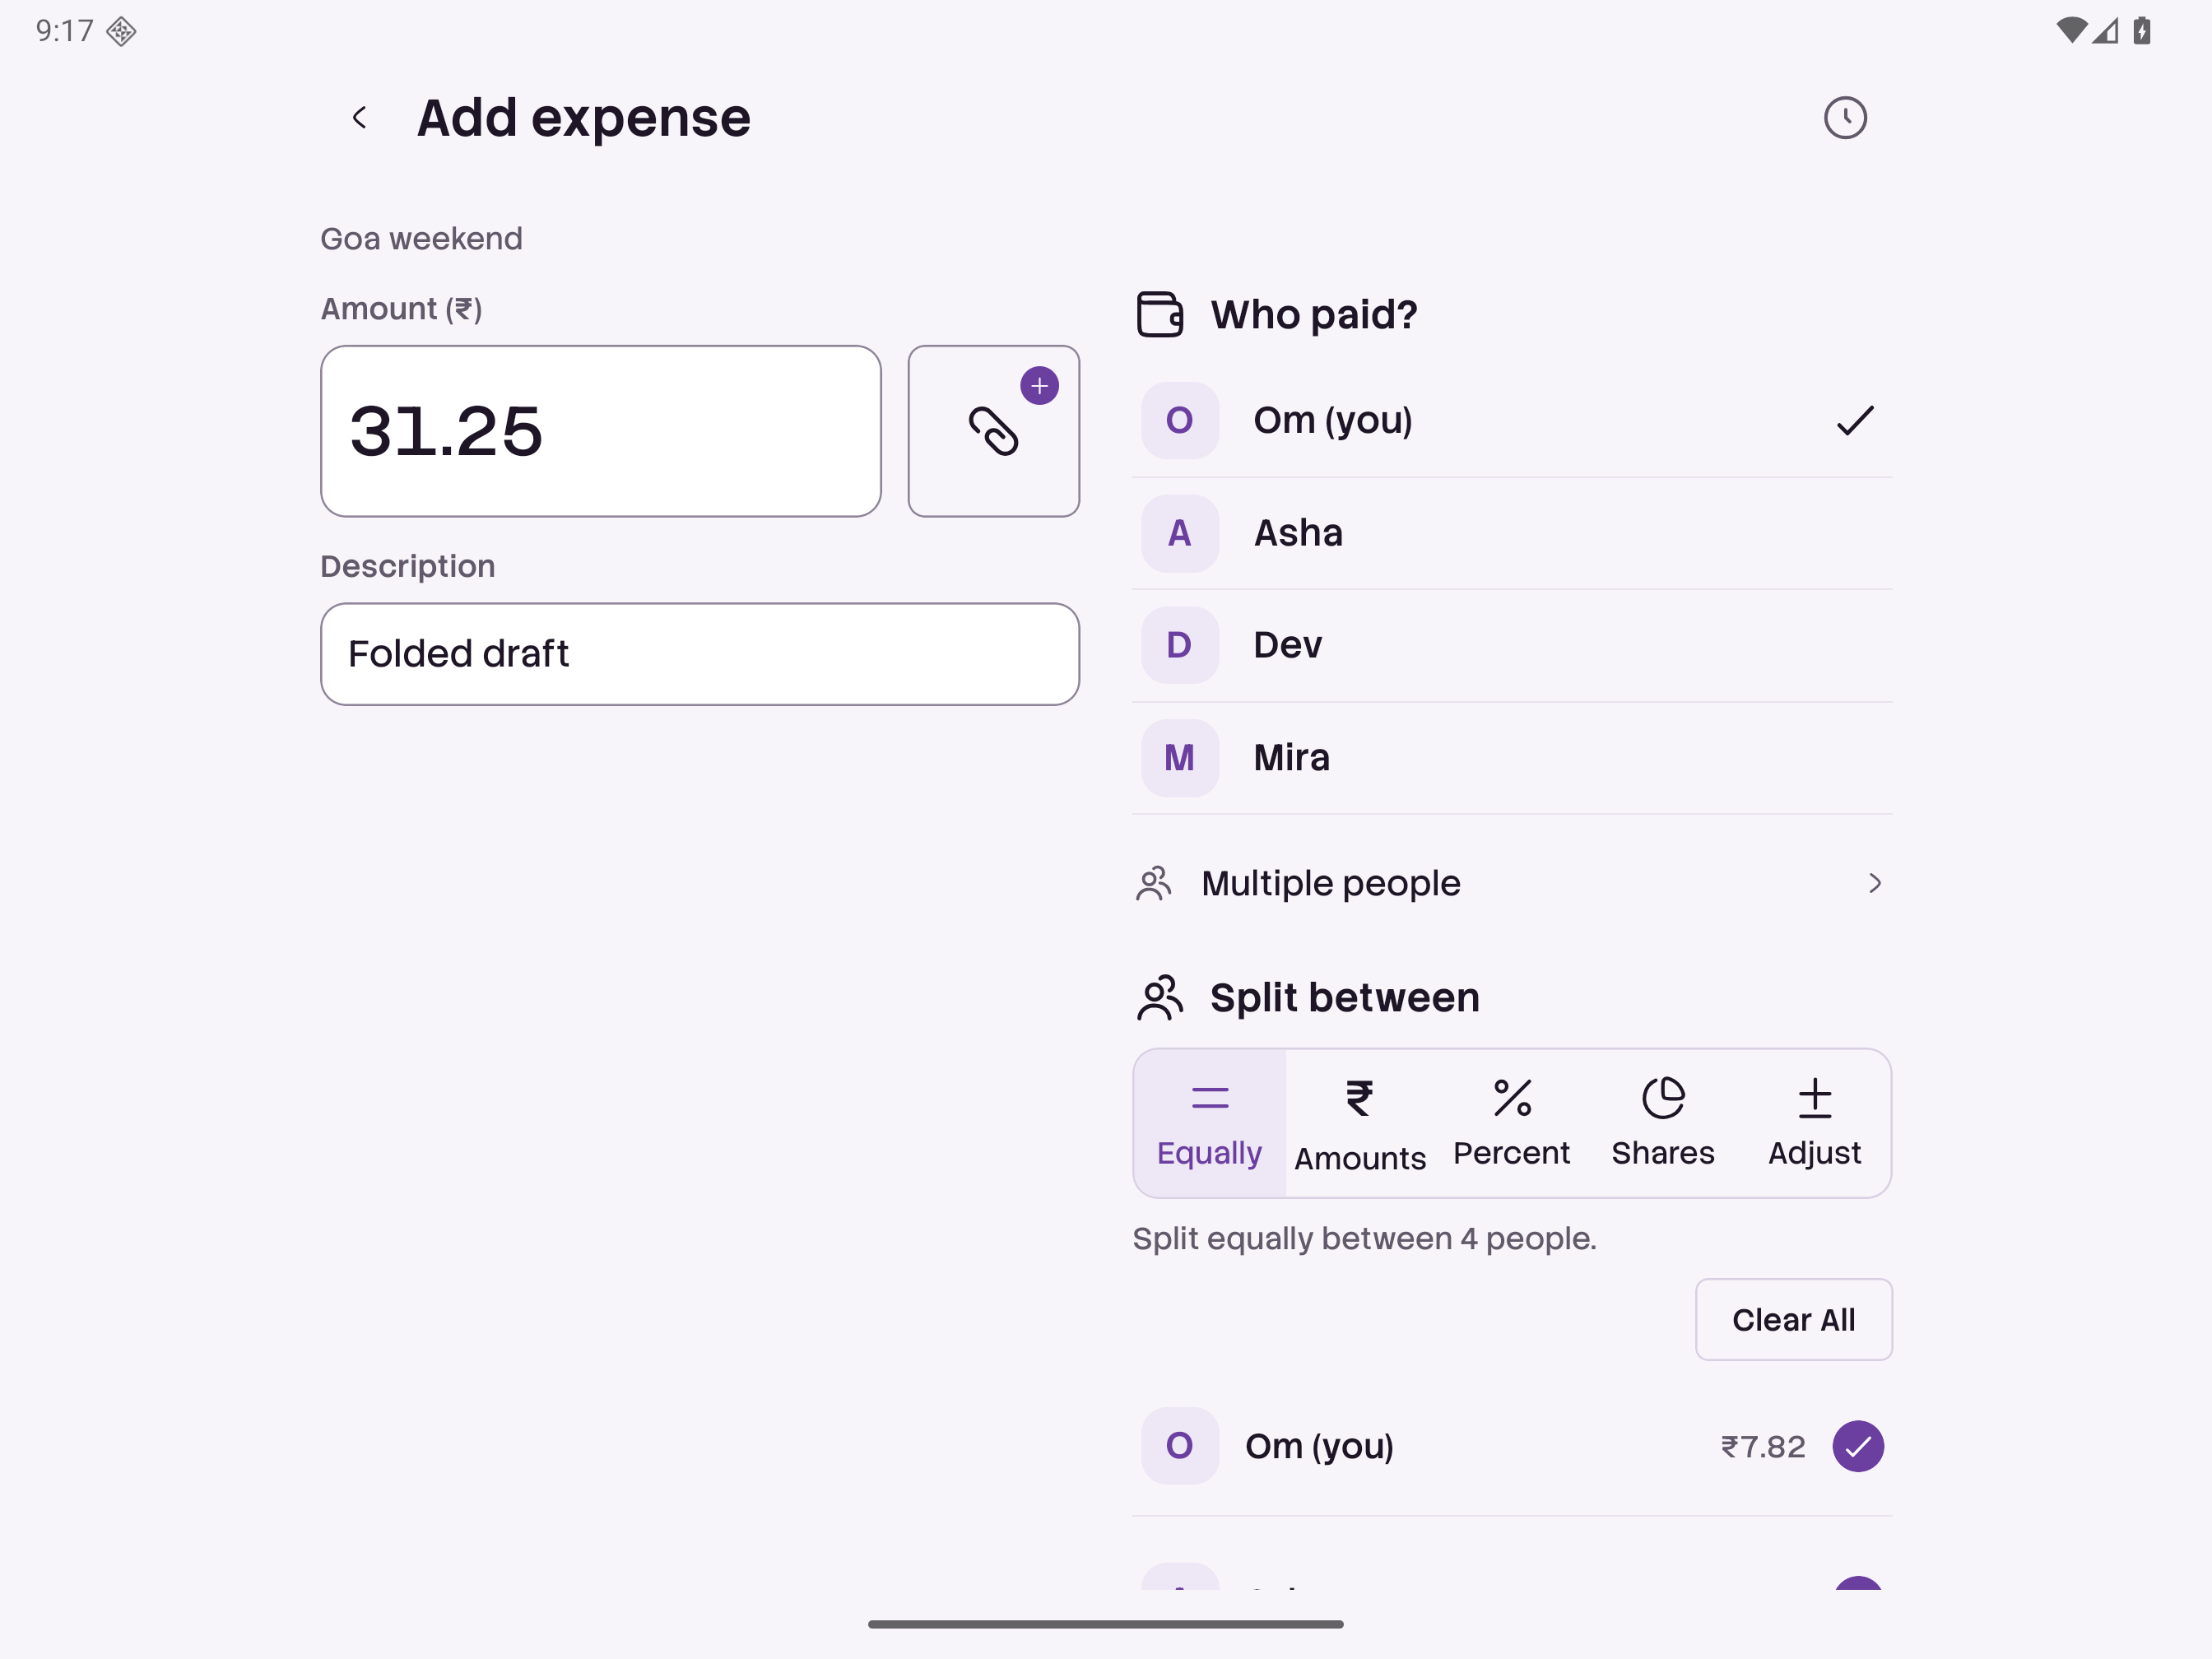 9:17
Add expense
Goa weekend
Amount (₹)
31.25
Description
Folded draft
Who paid?
O Om (you)
A Asha
D Dev
M Mira
Multiple people
Split between
Equally ₹ Amounts Percent Shares Adjust
Split equally between 4 people.
Clear All
O Om (you) ₹7.82